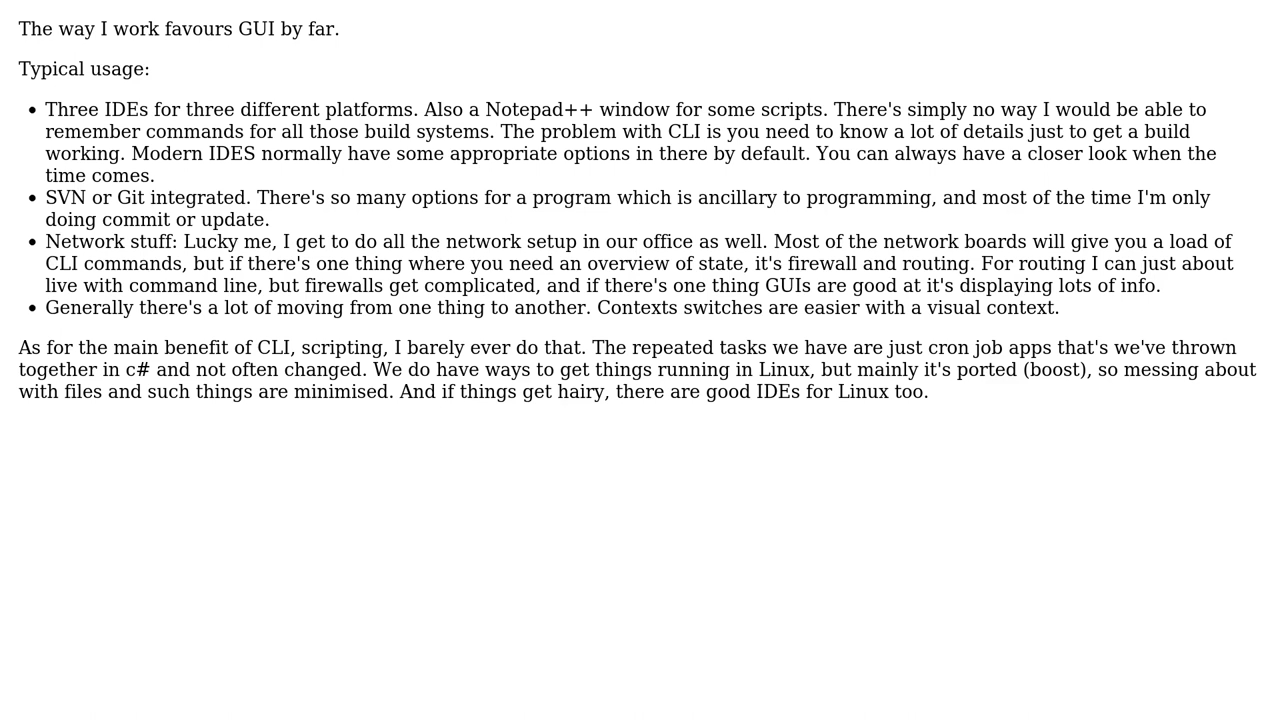 The way I work favours GUI by far.
Typical usage:
• Three IDEs for three different platforms. Also a Notepad++ window for some scripts. There's simply no way I would be able to
remember commands for all those build systems. The problem with CLI is you need to know a lot of details just to get a build
working. Modern IDES normally have some appropriate options in there by default. You can always have a closer look when the
time comes.
• SVN or Git integrated. There's so many options for a program which is ancillary to programming, and most of the time I'm only
doing commit or update.
• Network stuff: Lucky me, I get to do all the network setup in our office as well. Most of the network boards will give you a load of
CLI commands, but if there's one thing where you need an overview of state, it's firewall and routing. For routing I can just about
live with command line, but firewalls get complicated, and if there's one thing GUIs are good at it's displaying lots of info.
• Generally there's a lot of moving from one thing to another. Contexts switches are easier with a visual context.
As for the main benefit of CLI, scripting, I barely ever do that. The repeated tasks we have are just cron job apps that's we've thrown
together in c# and not often changed. We do have ways to get things running in Linux, but mainly it's ported (boost), so messing about
with files and such things are minimised. And if things get hairy, there are good IDEs for Linux too.